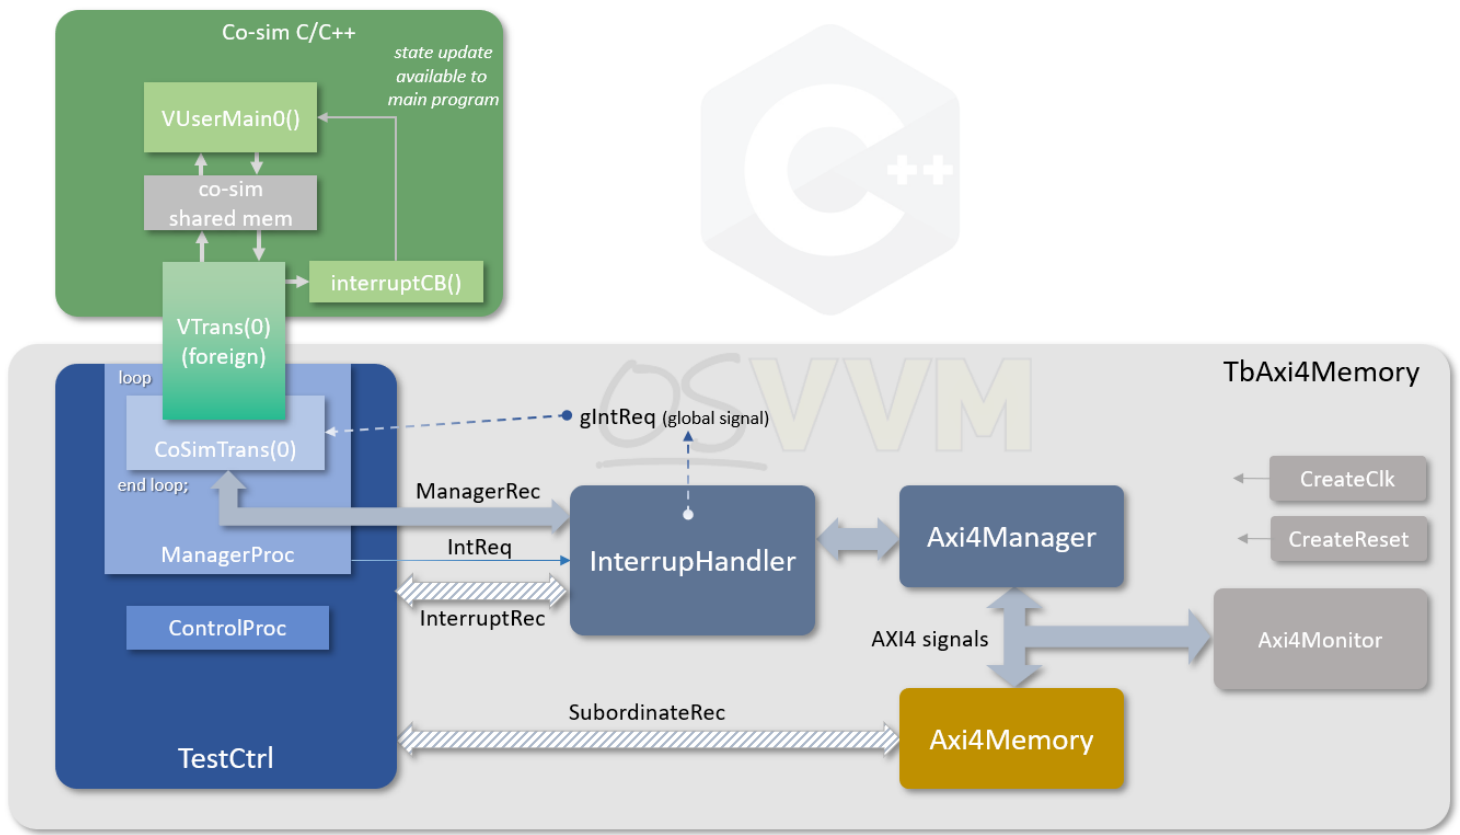 Co-sim C/C++
state update
available to
main program
VUserMain0()
co-sim
shared mem
interruptCB()
VTrans(0)
(foreign)
C++
OSVVM
TbAxi4Memory
loop
CoSimTrans(0)
end loop;
ManagerProc
ControlProc
TestCtrl
gIntReq (global signal)
ManagerRec
IntReq
InterruptRec
InterrupHandler
Axi4Manager
CreateClk
CreateReset
AXI4 signals
Axi4Monitor
SubordinateRec
Axi4Memory